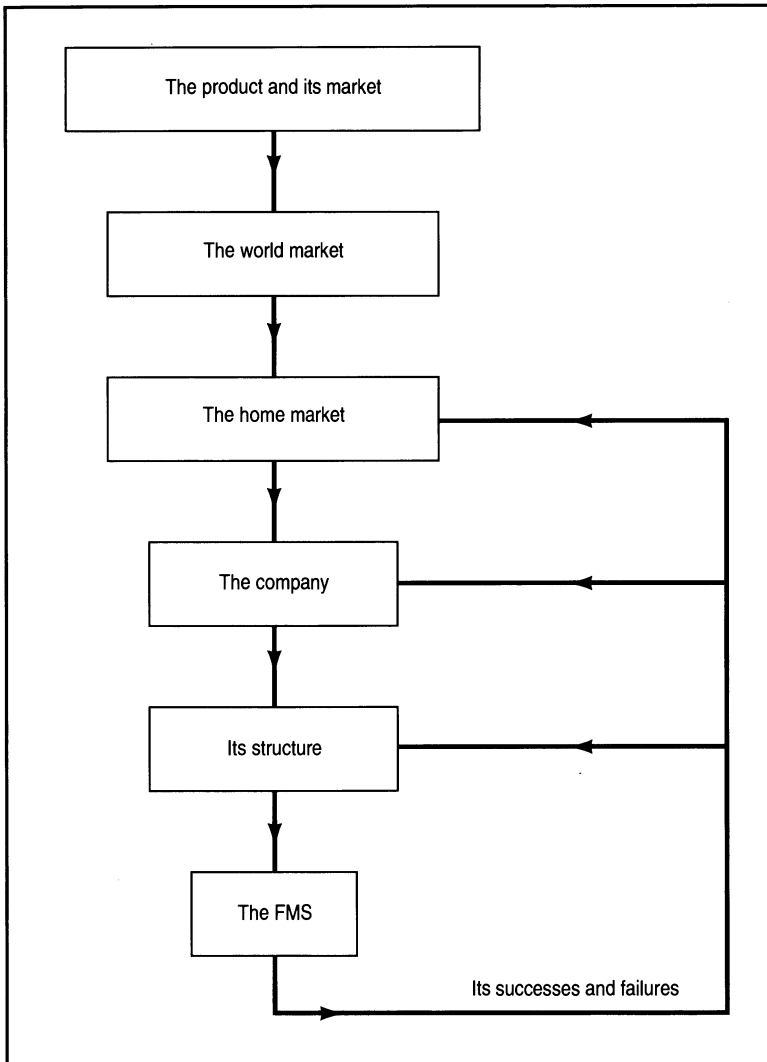 The product and its market
The world market
The home market
The company
Its structure
The FMS
Its successes and failures